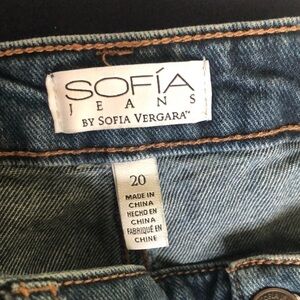 SOFÍA
JEANS
BY SOFIA VERGARA™
20
MADE IN
CHINA
HECHO EN
CHINA
FABRIQUÉ EN
CHINE